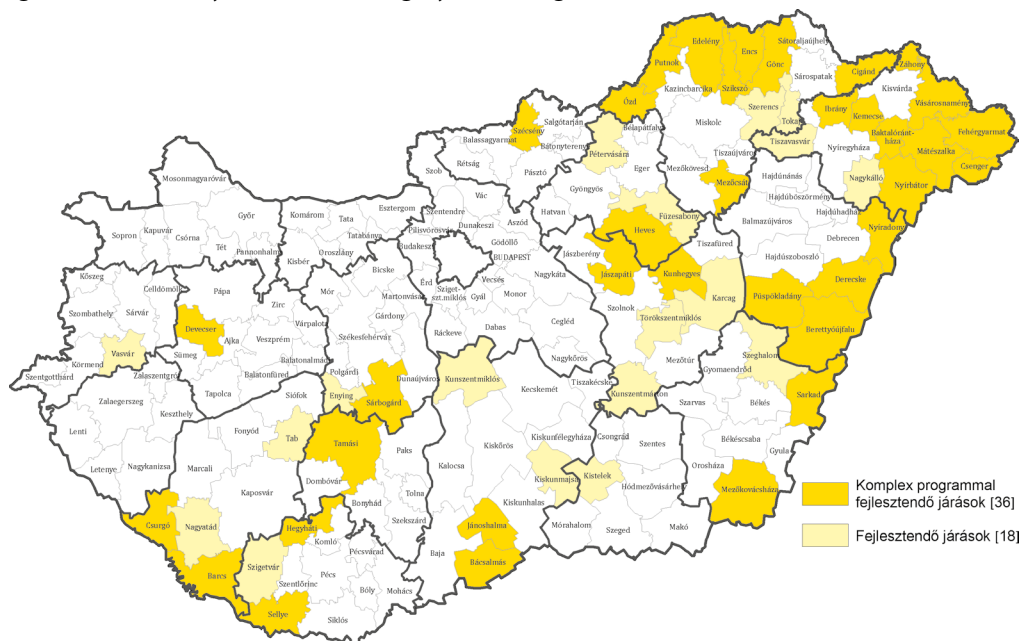 Edelény
Encs
Sátoraljaújhely
Putnok
Gönc
Cigánd
Záhony
Sárospatak
Kazincbarcika
Kisvárda
Ózd
Szikszó
Szerencs
Ibrány
Vásárosnamény
Kemecse
Tokaj
Salgótarján
Szécsény
Bélapátfalva
Miskolc
Baktalóránt-
háza
Fehérgyarmat
Balassagyarmat
Tiszavasvári
Mátészalka
Bátonyterenye
Pétervására
Tiszaújváros
Nyíregyháza
Rétság
Pásztó
Eger
Mezőkövesd
Mezőcsát
Hajdúnánás
Nagykálló
Csenger
Szob
Nyírbátor
Mosonmagyaróvár
Vác
Gyöngyös
Hajdúböszörmény
Esztergom
Szentendre
Hatvan
Füzesabony
Hajdúhadház
Győr
Komárom
Tata
Dunakeszi
Aszód
Balmazújváros
Nyíradony
Sopron
Kapuvár
Csorna
Tatabánya
Pilisvörösvár
Gödöllő
Heves
Tiszafüred
Debrecen
Tét
Pannonhalma
Oroszlány
Budakeszi
BUDAPEST
Jászberény
Hajdúszoboszló
Kisbér
Kőszeg
Bicske
Nagykáta
Jászapáti
Kunhegyes
Derecske
Celldömölk
Pápa
Mór
Martonvásár
Érd
Vecsés
Karcag
Püspökladány
Zirc
Sziget-
szt.miklós
Gyál
Monor
Szolnok
Szombathely
Sárvár
Gárdony
Törökszentmiklós
Várpalota
Berettyóújfalu
Devecser
Ajka
Veszprém
Székesfehérvár
Ráckeve
Dabas
Cegléd
Vasvár
Sümeg
Balatonalmádi
Mezőtúr
Szeghalom
Körmend
Nagykőrös
Zalaszentgrót
Polgárdi
Gyomaendrőd
Szentgotthárd
Balatonfüred
Dunaújváros
Kunszentmiklós
Tapolca
Enying
Kecskemét
Tiszakécske
Siófok
Sárbogárd
Kunszentmárton
Sarkad
Zalaegerszeg
Szarvas
Békés
Keszthely
Fonyód
Lenti
Tab
Tamási
Kiskőrös
Kiskunfélegyháza
Csongrád
Békéscsaba
Szentes
Paks
Gyula
Letenye
Nagykanizsa
Marcali
Kalocsa
Orosháza
Kaposvár
Dombóvár
Kiskunmajsa
Kistelek
Hódmezővásárhely
Mezőkovácsháza
Tolna
Bonyhád
Kiskunhalas
Csurgó
Nagyatád
Szekszárd
Jánoshalma
Mórahalom
Szeged
Makó
Hegyháti
Komló
Pécsvárad
Baja
Bácsalmás
Szigetvár
Barcs
Szentlőrinc
Pécs
Bóly
Mohács
Sellye
Siklós
Komplex programmal
fejlesztendő járások [36]
Fejlesztendő járások [18]